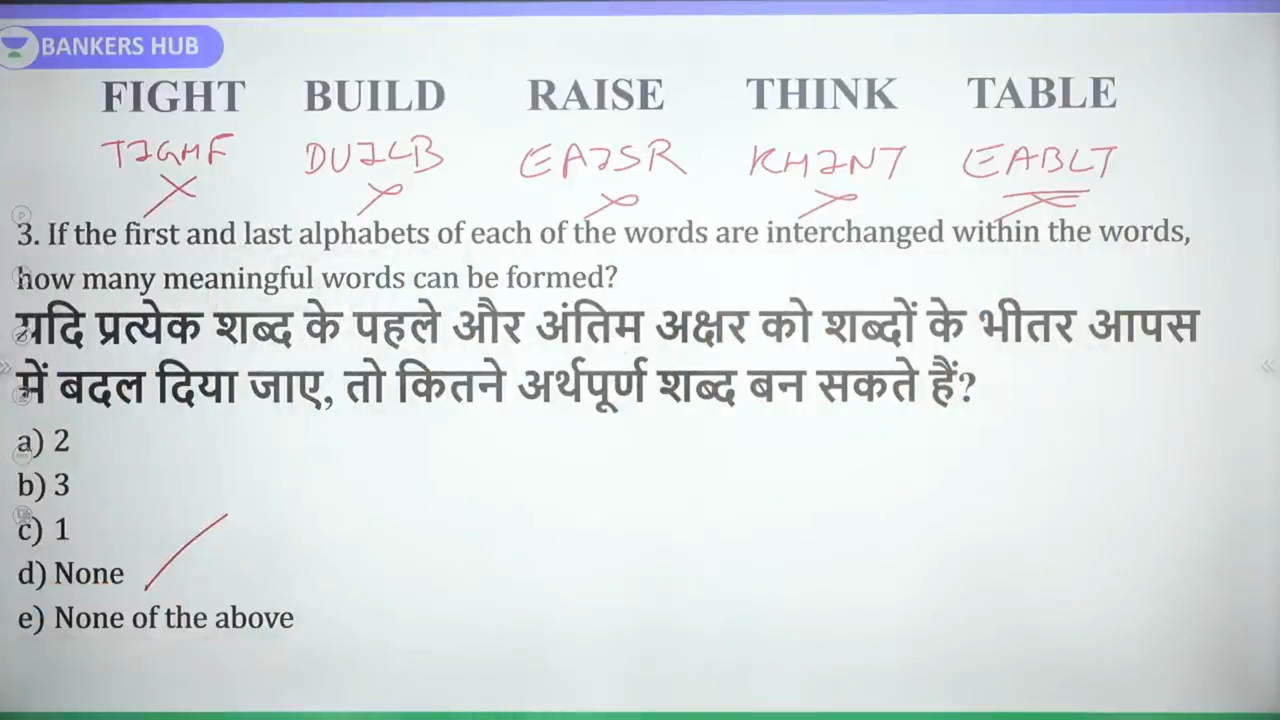 BANKERS HUB
FIGHT BUILD RAISE THINK TABLE
TIGHF DUILB EAISR KHINT EABLT
3. If the first and last alphabets of each of the words are interchanged within the words,
how many meaningful words can be formed?
यदि प्रत्येक शब्द के पहले और अंतिम अक्षर को शब्दों के भीतर आपस
में बदल दिया जाए, तो कितने अर्थपूर्ण शब्द बन सकते हैं?
a) 2
b) 3
c) 1
d) None
e) None of the above